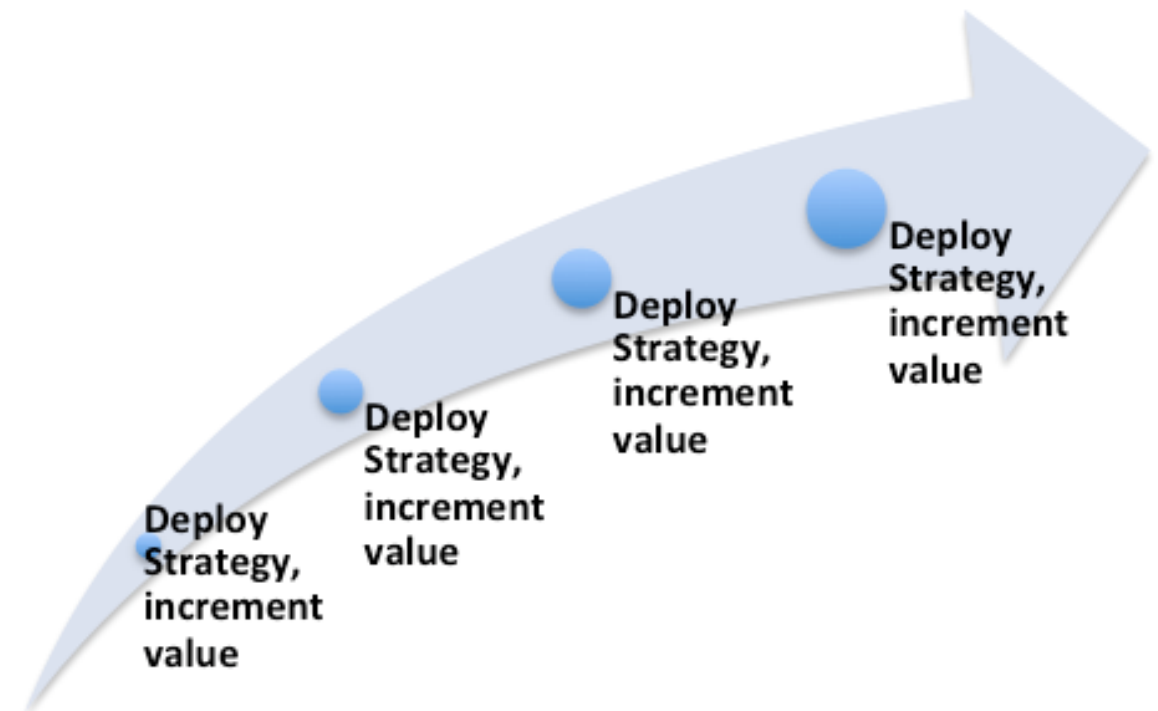 Deploy
Strategy,
increment
value
Deploy
Strategy,
increment
value
Deploy
Strategy,
increment
value
Deploy
Strategy,
increment
value